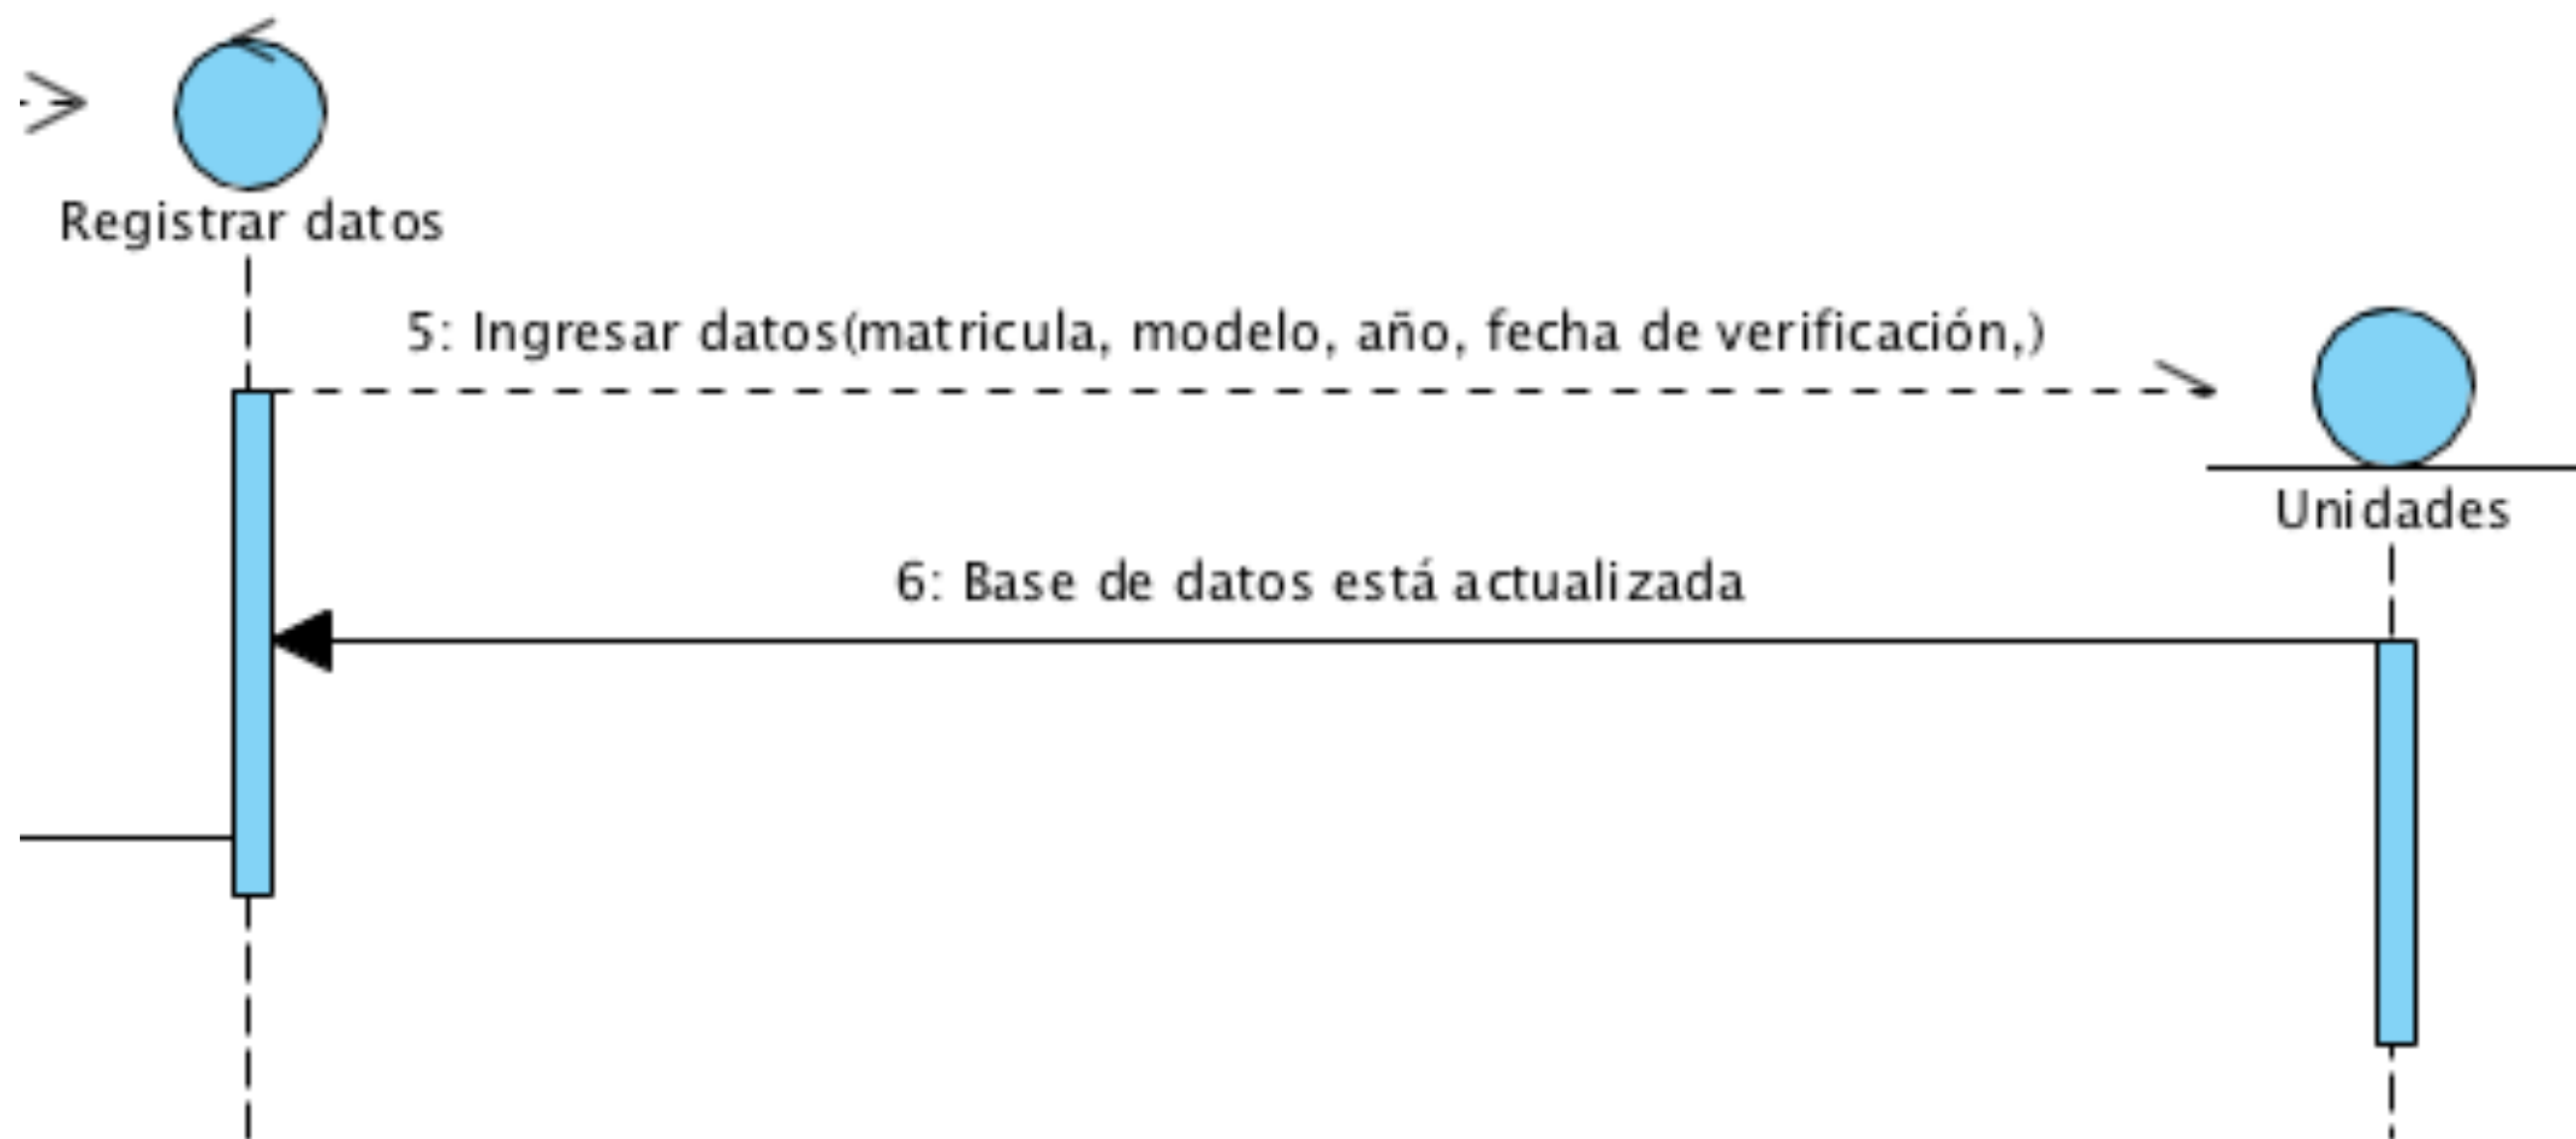 Registrar datos
5: Ingresar datos(matricula, modelo, año, fecha de verificación,)
Unidades
6: Base de datos está actualizada